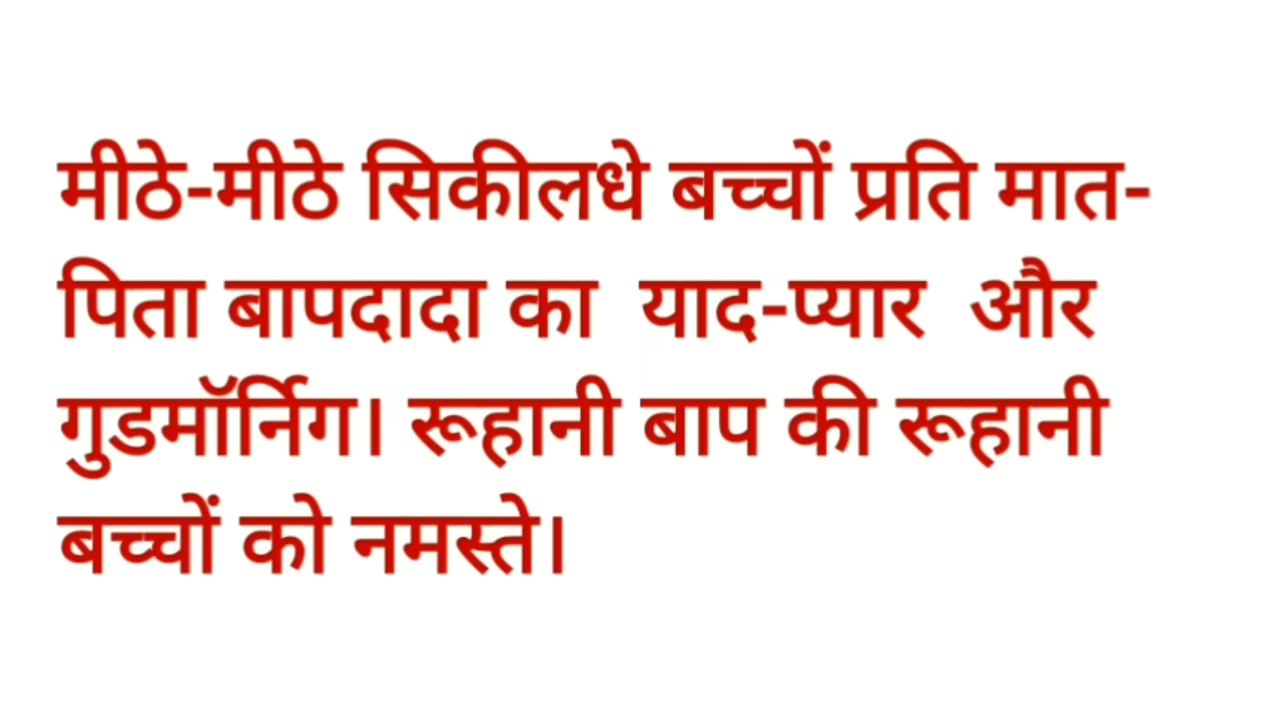 मीठे-मीठे सिकीलधे बच्चों प्रति मात-
पिता बापदादा का याद-प्यार और
गुडमॉर्निग। रूहानी बाप की रूहानी
बच्चों को नमस्ते।